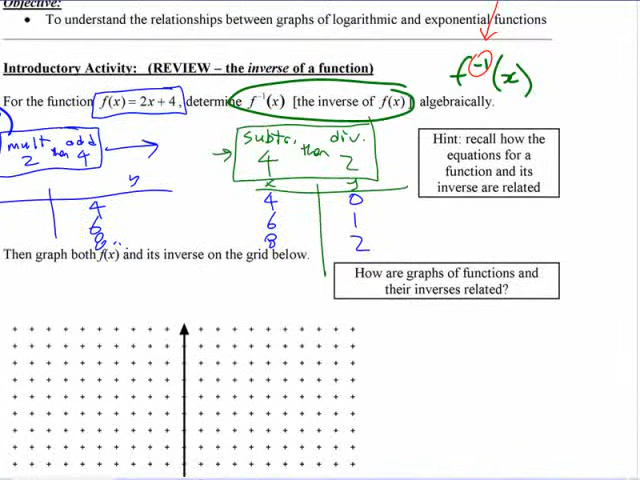 Objective:
• To understand the relationships between graphs of logarithmic and exponential functions
Introductory Activity: (REVIEW – the inverse of a function)
f⁻¹(x)
For the function f(x) = 2x + 4, determine f⁻¹(x) [the inverse of f(x)] algebraically.
mult then add
2 4
subtr. then div.
4 2
Hint: recall how the
equations for a
function and its
inverse are related
y
4
6
8 ..
x y
4 0
6 1
8 2
Then graph both f(x) and its inverse on the grid below.
How are graphs of functions and
their inverses related?